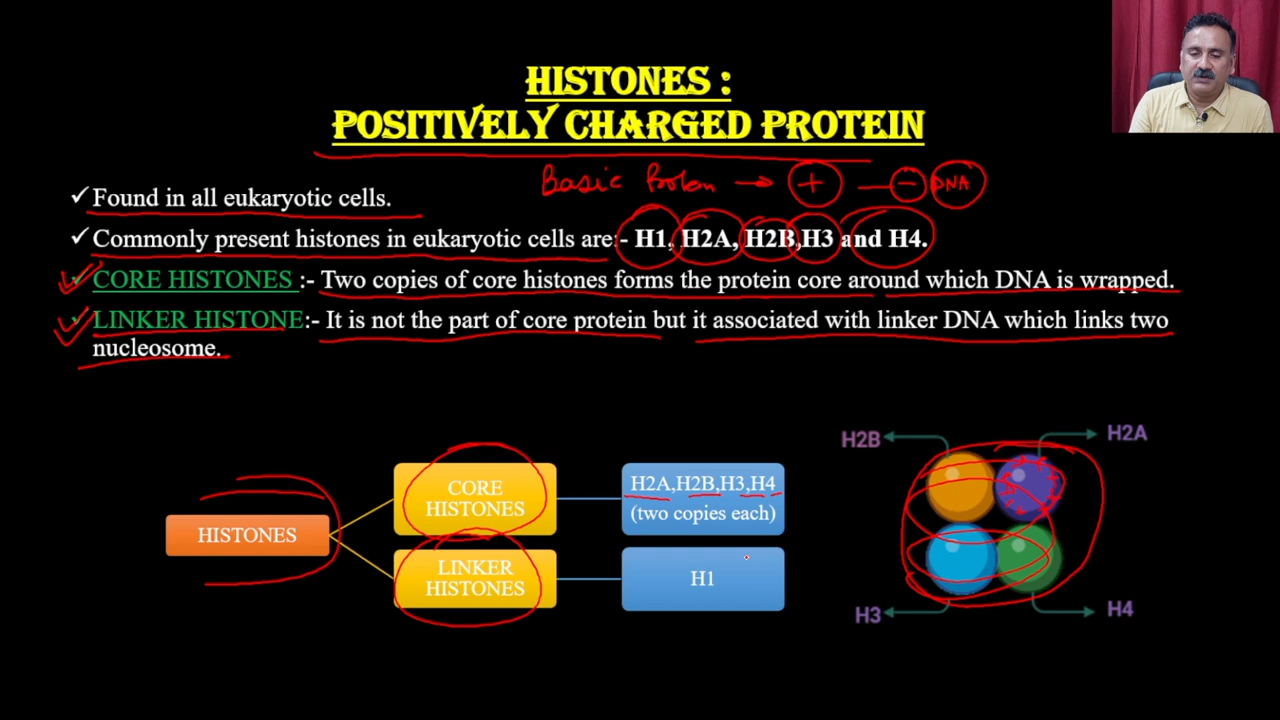 HISTONES :
POSITIVELY CHARGED PROTEIN
Basic Protein → + — - DNA
✓ Found in all eukaryotic cells.
✓ Commonly present histones in eukaryotic cells are:- H1, H2A, H2B,H3 and H4.
✓ CORE HISTONES :- Two copies of core histones forms the protein core around which DNA is wrapped.
✓ LINKER HISTONE:- It is not the part of core protein but it associated with linker DNA which links two
nucleosome.
HISTONES
CORE
HISTONES
H2A,H2B,H3,H4
(two copies each)
LINKER
HISTONES
H1
H2B
H2A
H3
H4